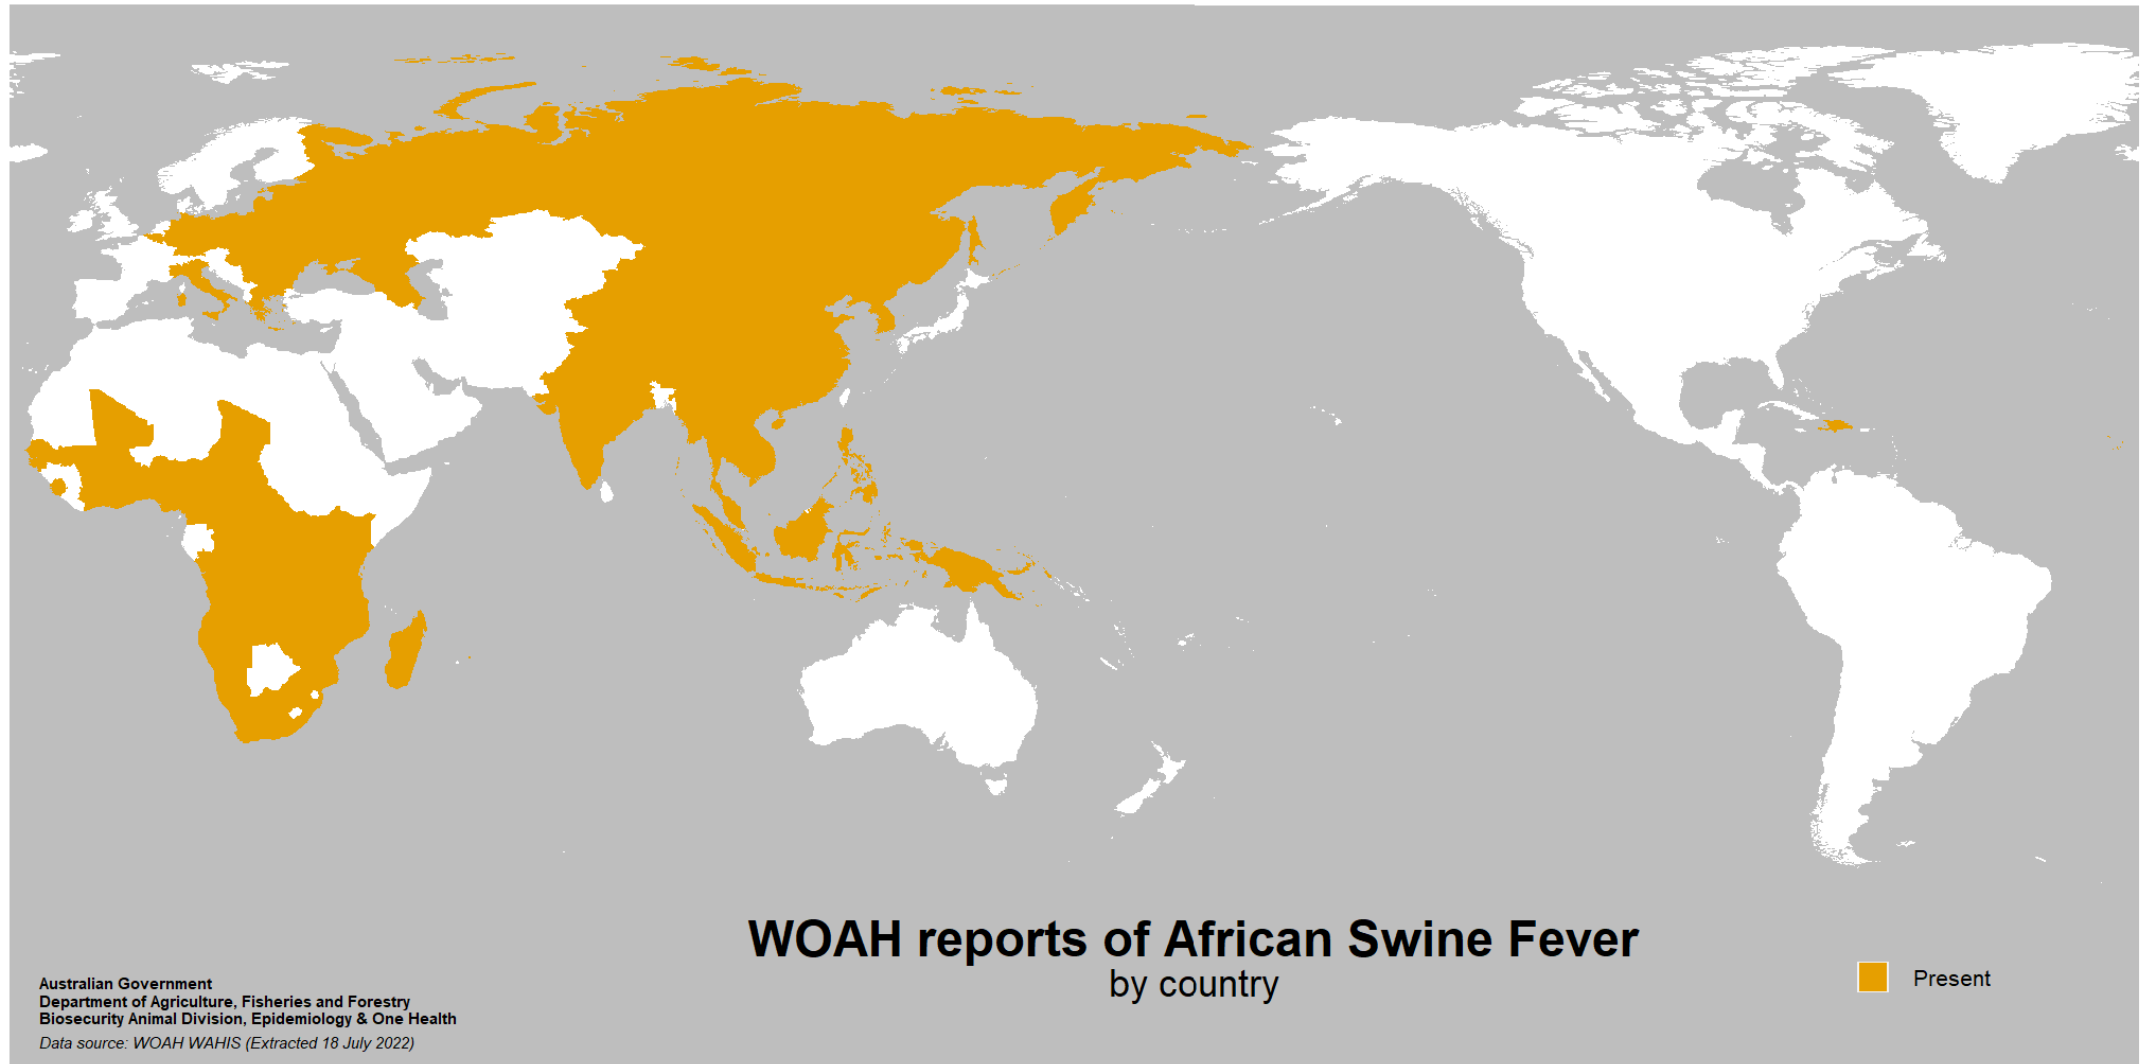 WOAH reports of African Swine Fever
by country
Present
Australian Government
Department of Agriculture, Fisheries and Forestry
Biosecurity Animal Division, Epidemiology & One Health
Data source: WOAH WAHIS (Extracted 18 July 2022)